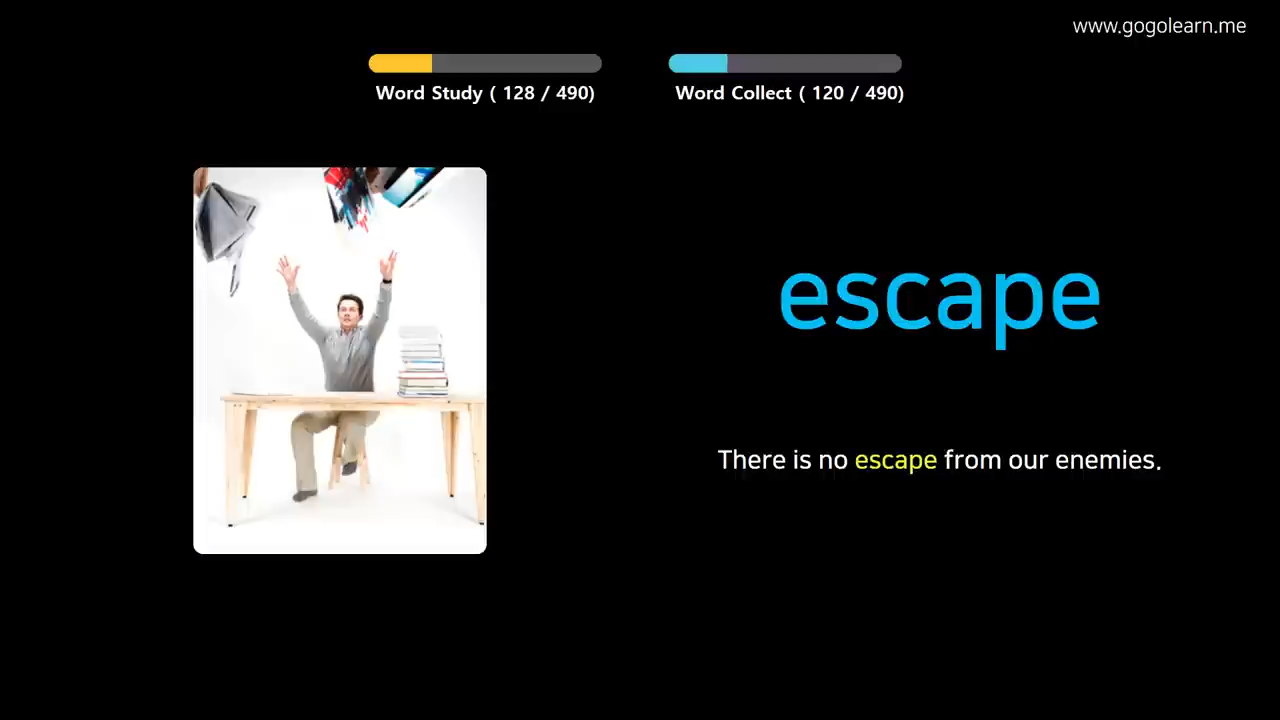 www.gogolearn.me
Word Study ( 128 / 490)
Word Collect ( 120 / 490)
escape
There is no escape from our enemies.